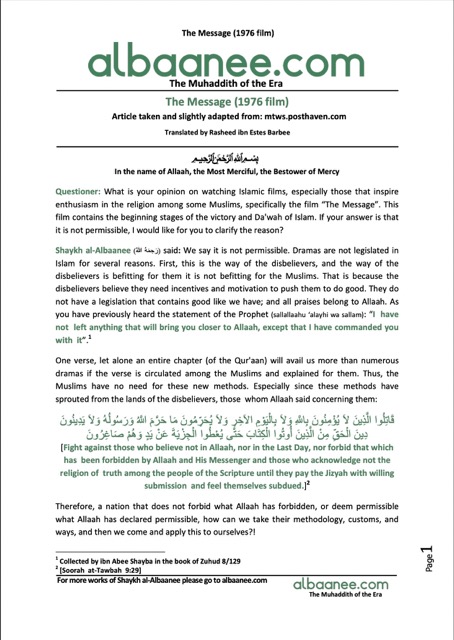 The Message (1976 film)
albaanee.com
The Muhaddith of the Era
The Message (1976 film)
Article taken and slightly adapted from: mtws.posthaven.com
Translated by Rasheed ibn Estes Barbee
بِسْمِ اللَّهِ الرَّحْمَنِ الرَّحِيمِ
In the name of Allaah, the Most Merciful, the Bestower of Mercy
Questioner: What is your opinion on watching Islamic films, especially those that inspire
enthusiasm in the religion among some Muslims, specifically the film “The Message”. This
film contains the beginning stages of the victory and Da'wah of Islam. If your answer is that
it is not permissible, I would like for you to clarify the reason?
Shaykh al-Albaanee (رَحِمَهُ اللَّهُ) said: We say it is not permissible. Dramas are not legislated in
Islam for several reasons. First, this is the way of the disbelievers, and the way of the
disbelievers is befitting for them it is not befitting for the Muslims. That is because the
disbelievers believe they need incentives and motivation to push them to do good. They do
not have a legislation that contains good like we have; and all praises belong to Allaah. As
you have previously heard the statement of the Prophet (sallallaahu ‘alayhi wa sallam): “I have
not left anything that will bring you closer to Allaah, except that I have commanded you
with it”.1
One verse, let alone an entire chapter (of the Qur'aan) will avail us more than numerous
dramas if the verse is circulated among the Muslims and explained for them. Thus, the
Muslims have no need for these new methods. Especially since these methods have
sprouted from the lands of the disbelievers, those whom Allaah said concerning them:
قَاتِلُوا الَّذِينَ لَا يُؤْمِنُونَ بِاللَّهِ وَلَا بِالْيَوْمِ الْآخِرِ وَلَا يُحَرِّمُونَ مَا حَرَّمَ اللَّهُ وَرَسُولُهُ وَلَا يَدِينُونَ
دِينَ الْحَقِّ مِنَ الَّذِينَ أُوتُوا الْكِتَابَ حَتَّى يُعْطُوا الْجِزْيَةَ عَنْ يَدٍ وَهُمْ صَاغِرُونَ
[Fight against those who believe not in Allaah, nor in the Last Day, nor forbid that which
has been forbidden by Allaah and His Messenger and those who acknowledge not the
religion of truth among the people of the Scripture until they pay the Jizyah with willing
submission and feel themselves subdued.]2
Therefore, a nation that does not forbid what Allaah has forbidden, or deem permissible
what Allaah has declared permissible, how can we take their methodology, customs, and
ways, and then we come and apply this to ourselves?!
1 Collected by ibn Abee Shayba in the book of Zuhud 8/129
2 [Soorah at-Tawbah 9:29]
For more works of Shaykh al-Albaanee please go to albaanee.com
albaanee.com
The Muhaddith of the Era
Page1